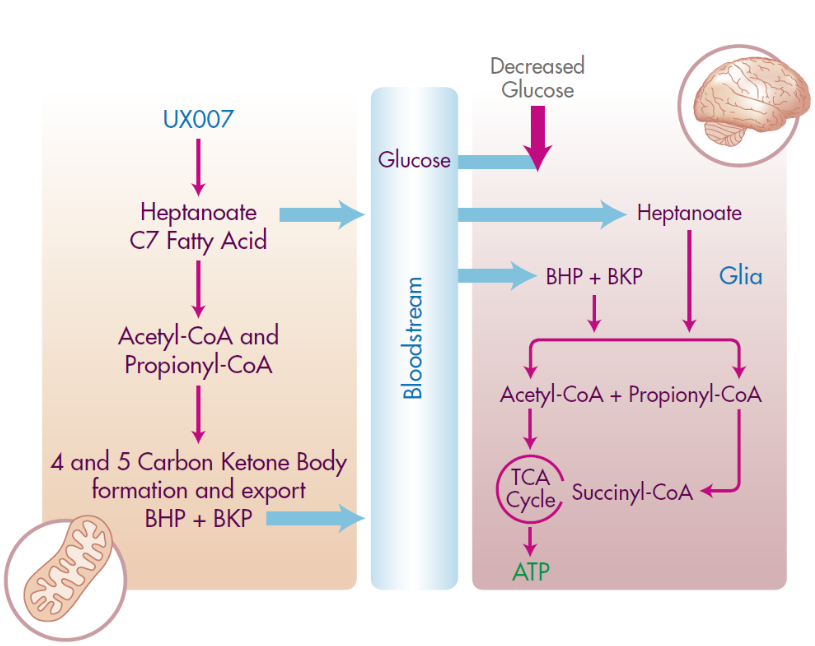 UX007
Heptanoate
C7 Fatty Acid
Acetyl-CoA and
Propionyl-CoA
4 and 5 Carbon Ketone Body
formation and export
BHP + BKP
Glucose
Bloodstream
Decreased
Glucose
Heptanoate
BHP + BKP
Glia
Acetyl-CoA + Propionyl-CoA
TCA
Cycle
Succinyl-CoA
ATP